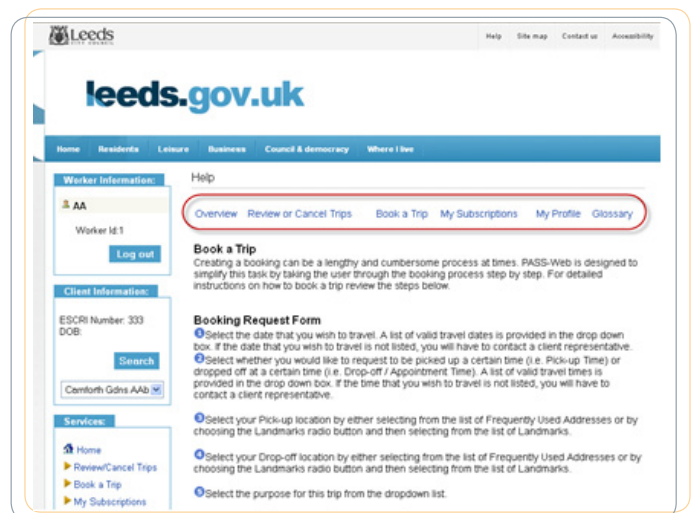 Leeds
CITY COUNCIL
Help Site map Contact us Accessibility
leeds.gov.uk
Home Residents Leisure Business Council & democracy Where I live
Worker Information:
AA
Worker Id:1
Log out
Client Information:
ESCRI Number: 333
DOB:
Search
Carnforth Gdns AAb
Services:
Home
Review/Cancel Trips
Book a Trip
My Subscriptions
Help
Overview Review or Cancel Trips Book a Trip My Subscriptions My Profile Glossary
Book a Trip
Creating a booking can be a lengthy and cumbersome process at times. PASS-Web is designed to
simplify this task by taking the user through the booking process step by step. For detailed
instructions on how to book a trip review the steps below.
Booking Request Form
1 Select the date that you wish to travel. A list of valid travel dates is provided in the drop down
box. If the date that you wish to travel is not listed, you will have to contact a client representative.
2 Select whether you would like to request to be picked up a certain time (i.e. Pick-up Time) or
dropped off at a certain time (i.e. Drop-off / Appointment Time). A list of valid travel times is
provided in the drop down box. If the time that you wish to travel is not listed, you will have to
contact a client representative.
3 Select your Pick-up location by either selecting from the list of Frequently Used Addresses or by
choosing the Landmarks radio button and then selecting from the list of Landmarks.
4 Select your Drop-off location by either selecting from the list of Frequently Used Addresses or by
choosing the Landmarks radio button and then selecting from the list of Landmarks.
5 Select the purpose for this trip from the dropdown list.